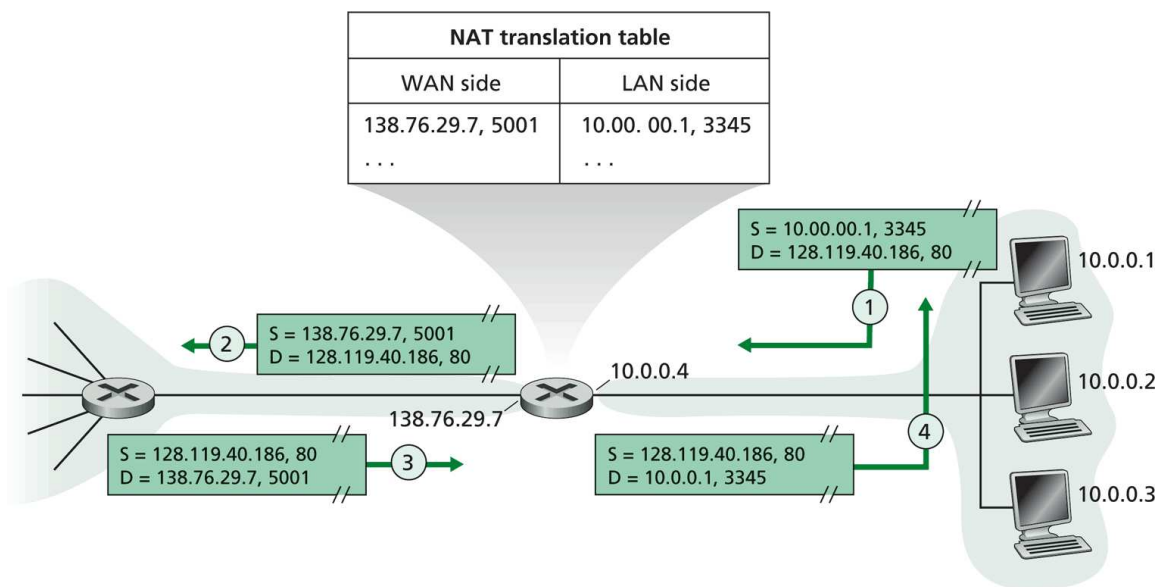 NAT translation table
WAN side
LAN side
138.76.29.7, 5001
10.00. 00.1, 3345
. . .
. . .
S = 10.00.00.1, 3345
D = 128.119.40.186, 80
10.0.0.1
1
S = 138.76.29.7, 5001
D = 128.119.40.186, 80
2
10.0.0.4
10.0.0.2
138.76.29.7
4
S = 128.119.40.186, 80
D = 138.76.29.7, 5001
3
S = 128.119.40.186, 80
D = 10.0.0.1, 3345
10.0.0.3